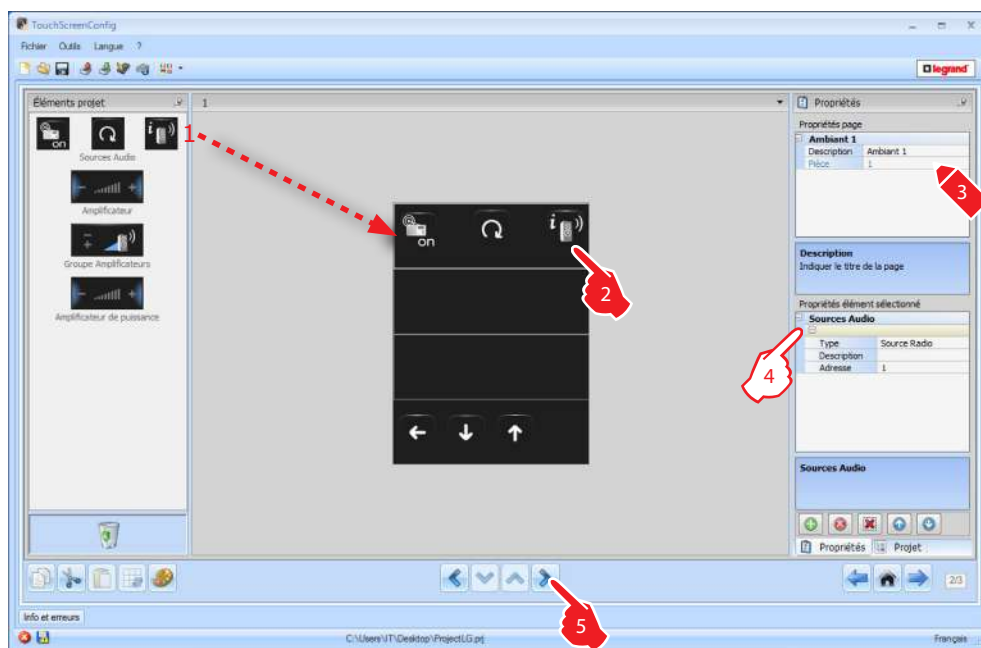 TouchScreenConfig
Fichier Outils Langue ?
legrand
Éléments projet
on
i
Sources Audio
Amplificateur
Groupe Amplificateurs
Amplificateur de puissance
1
1
on
i
2
Propriétés
Propriétés page
Ambiant 1
Description Ambiant 1
Pièce 1
3
Description
Indiquer le titre de la page
Propriétés élément sélectionné
Sources Audio
Type Source Radio
Description
Adresse 1
4
Sources Audio
Propriétés Projet
5
2/3
Info et erreurs
C:\Users\IT\Desktop\ProjectLG.prj
Français